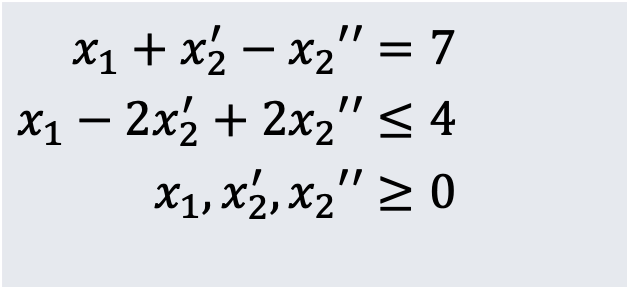 x₁ + x₂′ − x₂″ = 7
x₁ − 2x₂′ + 2x₂″ ≤ 4
x₁, x₂′, x₂″ ≥ 0